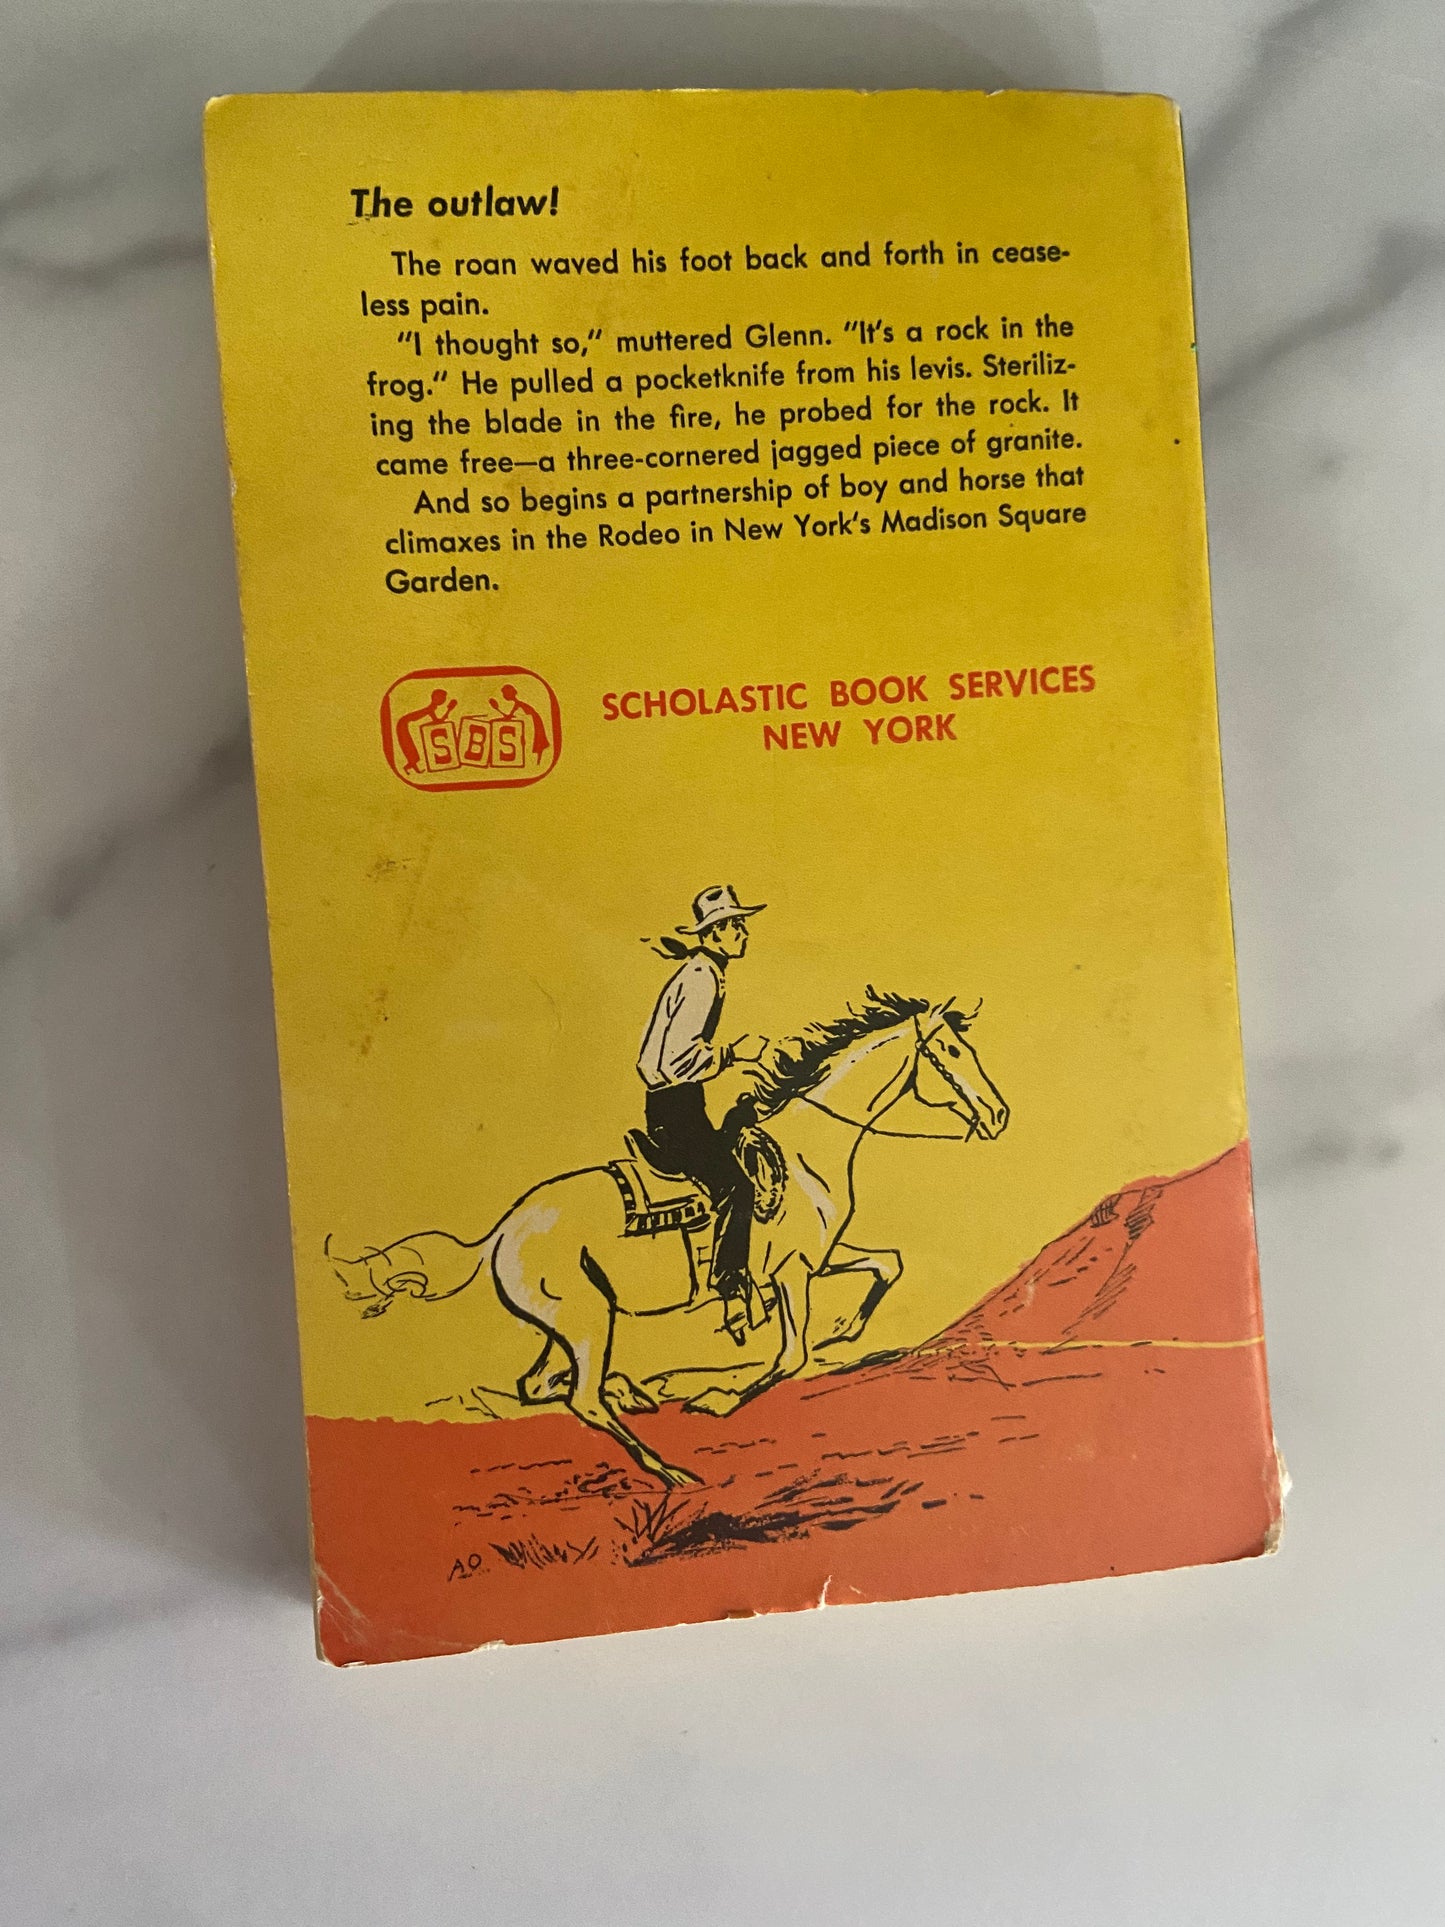 The outlaw!
The roan waved his foot back and forth in cease-
less pain.
"I thought so," muttered Glenn. "It's a rock in the
frog." He pulled a pocketknife from his levis. Steriliz-
ing the blade in the fire, he probed for the rock. It
came free—a three-cornered jagged piece of granite.
And so begins a partnership of boy and horse that
climaxes in the Rodeo in New York's Madison Square
Garden.
SBS
SCHOLASTIC BOOK SERVICES
NEW YORK
A.O.